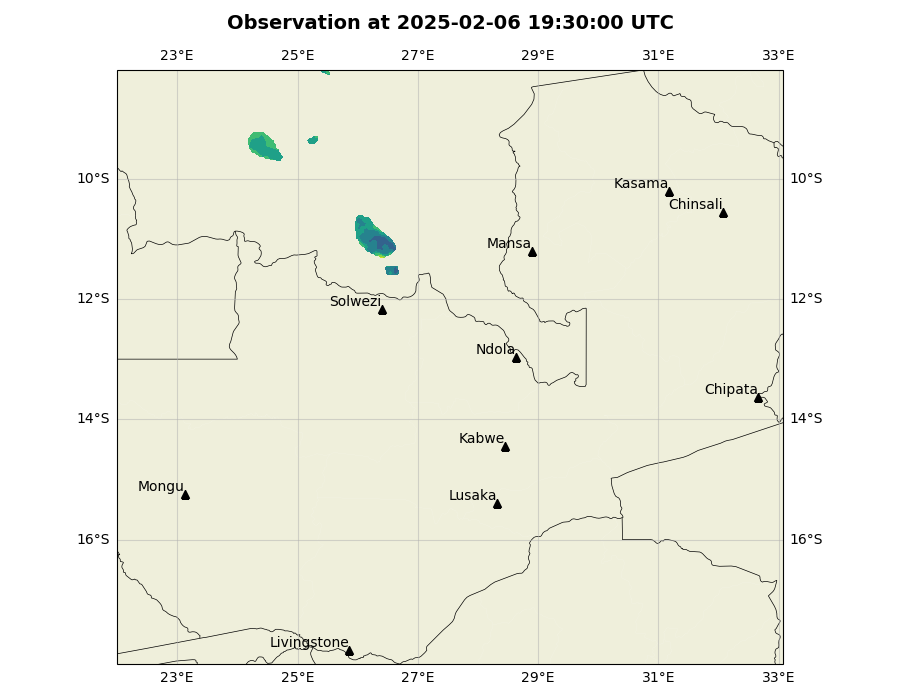 Observation at 2025-02-06 19:30:00 UTC
23°E 25°E 27°E 29°E 31°E 33°E
10°S 10°S
Kasama
Chinsali
Mansa
12°S 12°S
Solwezi
Ndola
Chipata
14°S 14°S
Kabwe
Mongu
Lusaka
16°S 16°S
Livingstone
23°E 25°E 27°E 29°E 31°E 33°E